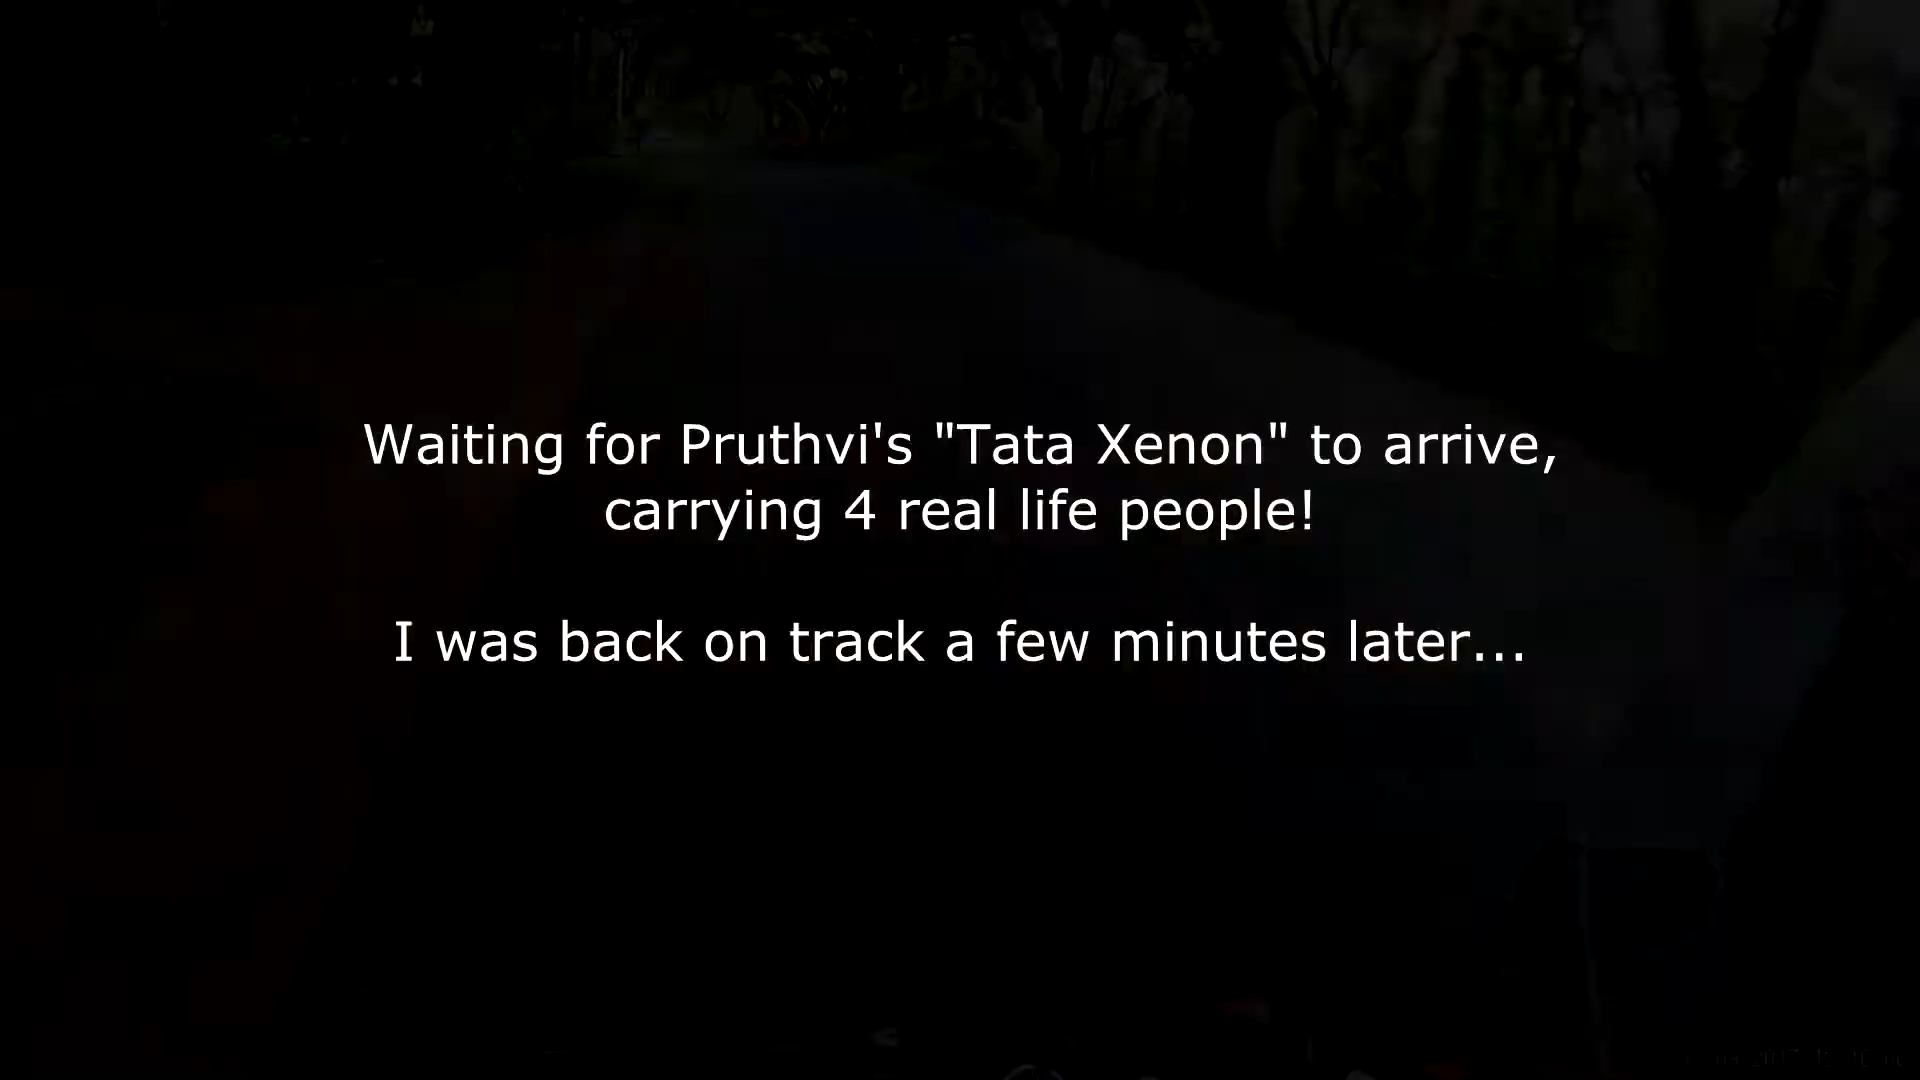 Waiting for Pruthvi's "Tata Xenon" to arrive,
carrying 4 real life people!
I was back on track a few minutes later...